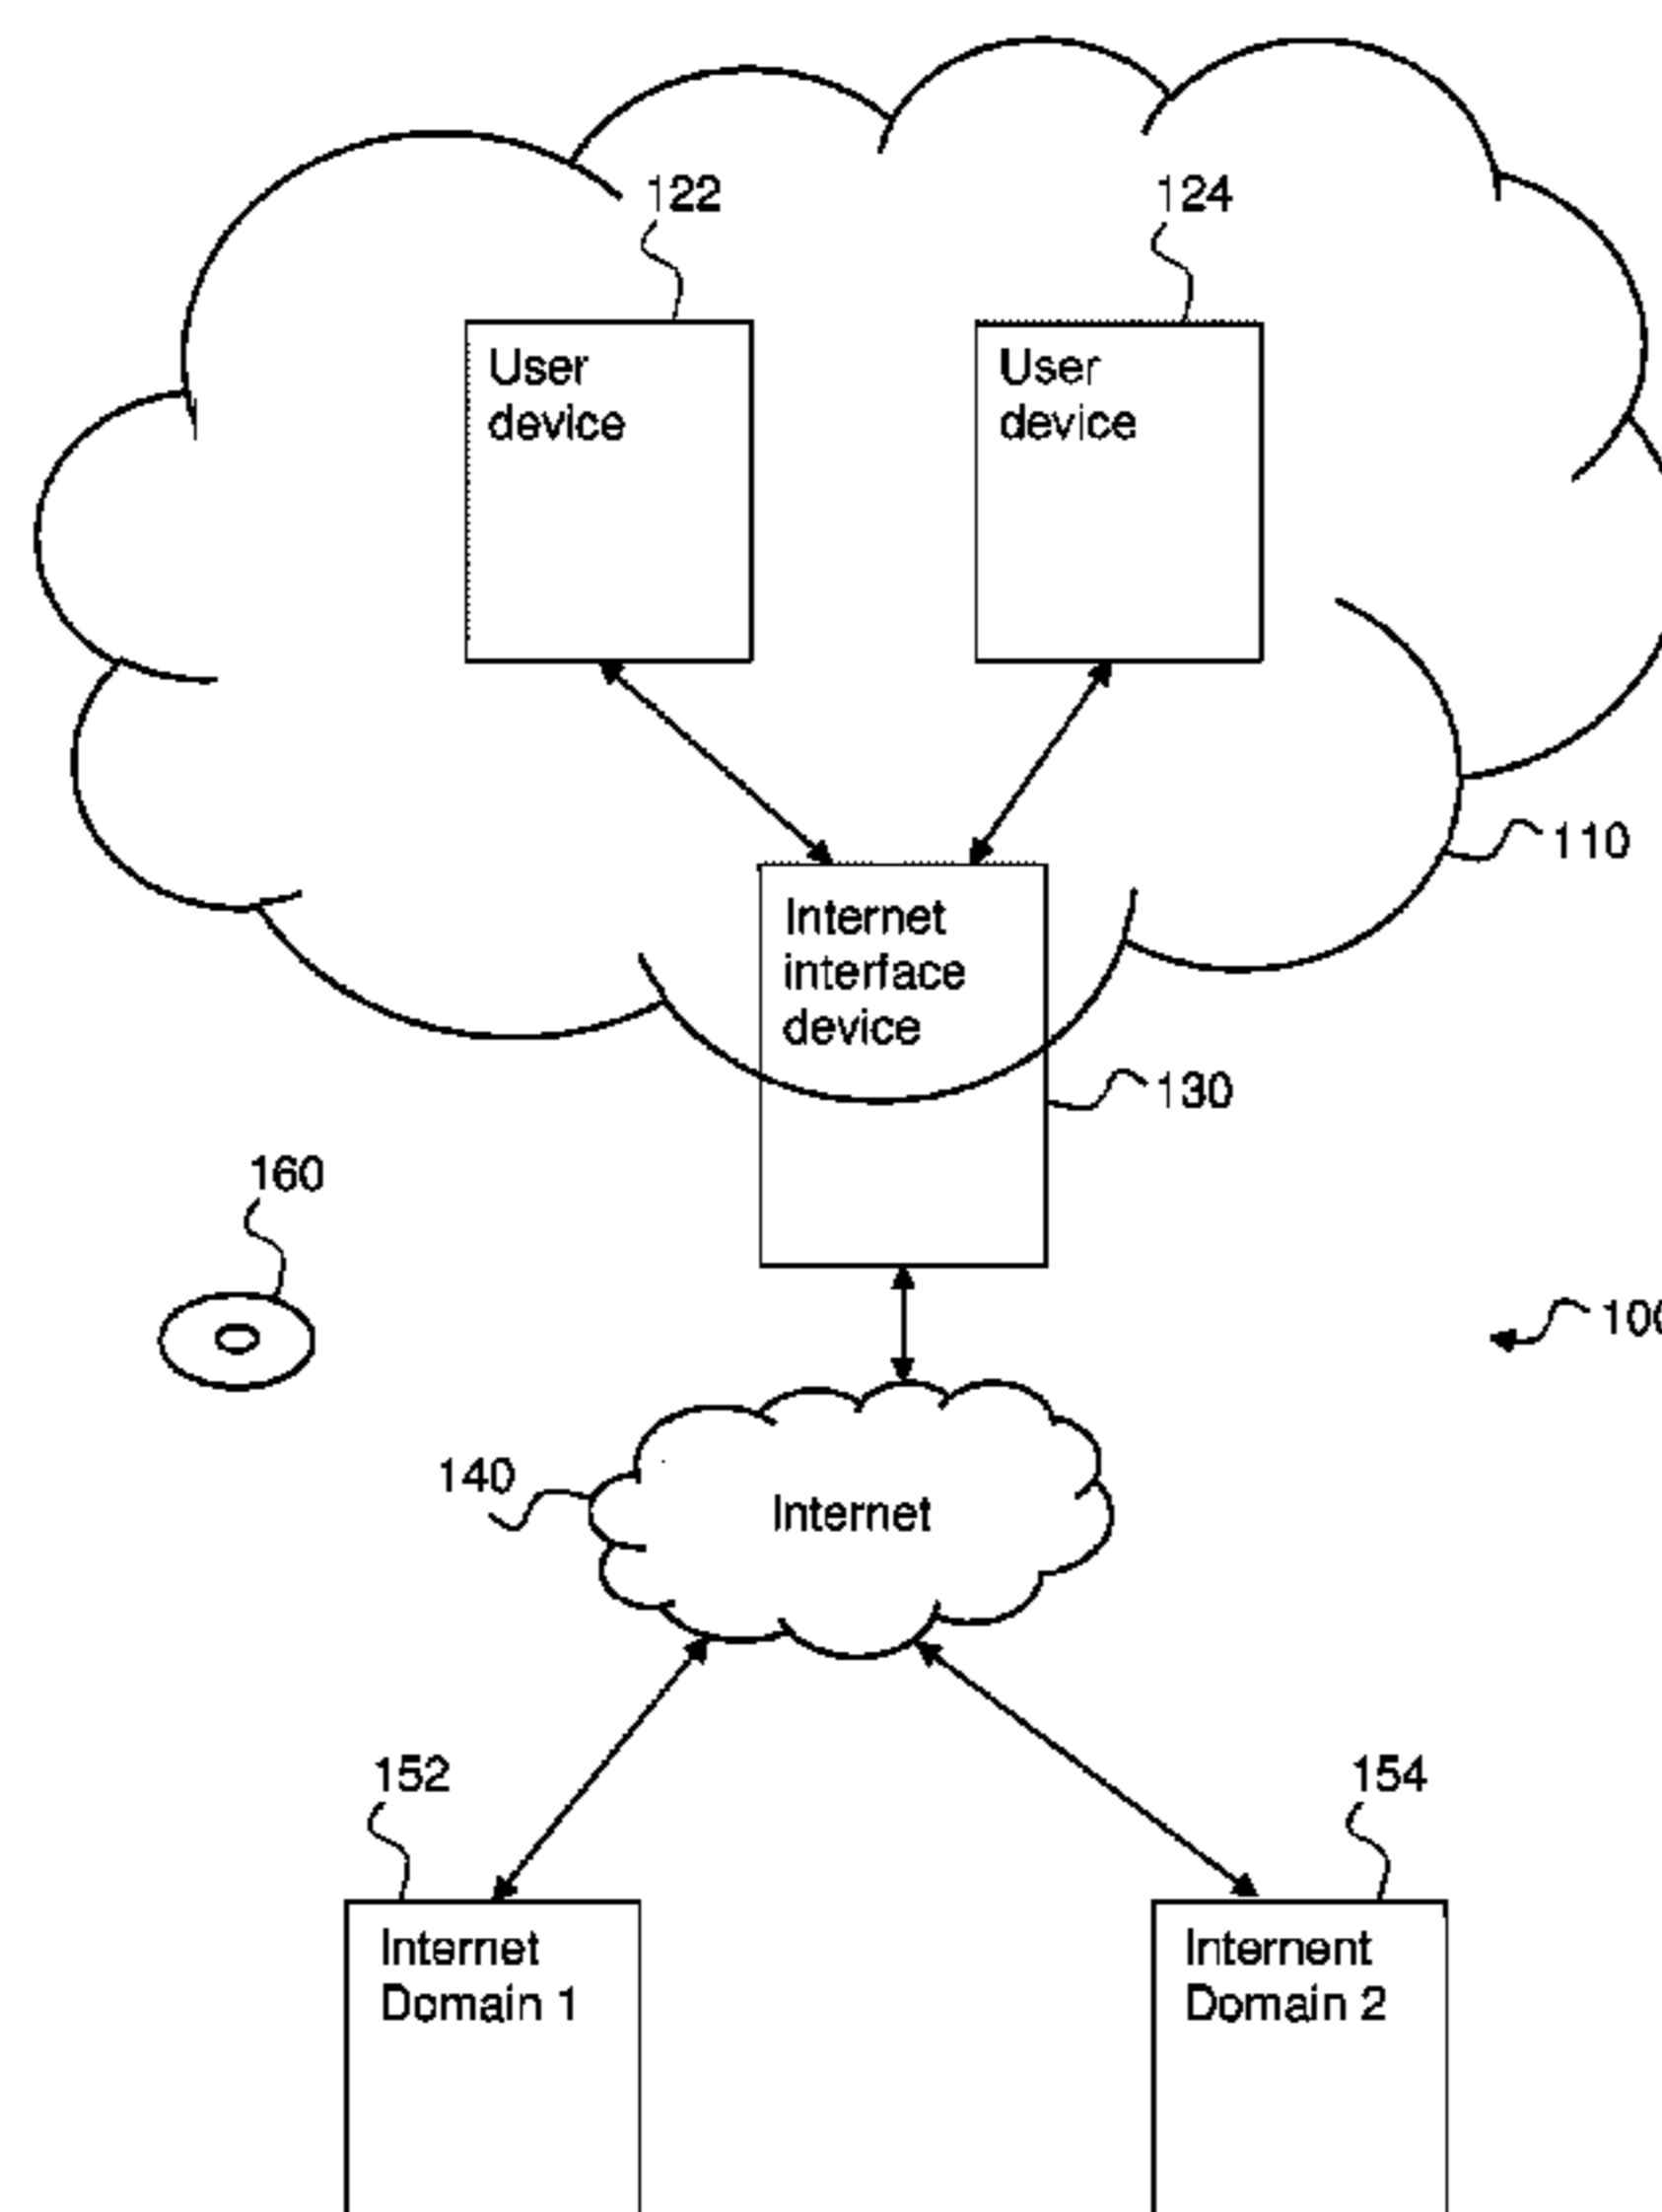 122
124
User
device
User
device
110
Internet
interface
device
130
160
100
140
Internet
152
154
Internet
Domain 1
Internent
Domain 2